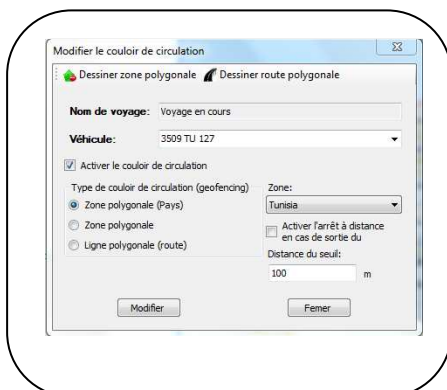 Modifier le couloir de circulation
Dessiner zone polygonale Dessiner route polygonale
Nom de voyage: Voyage en cours
Véhicule: 3509 TU 127
Activer le couloir de circulation
Type de couloir de circulation (geofencing)
Zone polygonale (Pays)
Zone polygonale
Ligne polygonale (route)
Zone:
Tunisia
Activer l'arrêt à distance
en cas de sortie du
Distance du seuil:
100 m
Modifier Femer